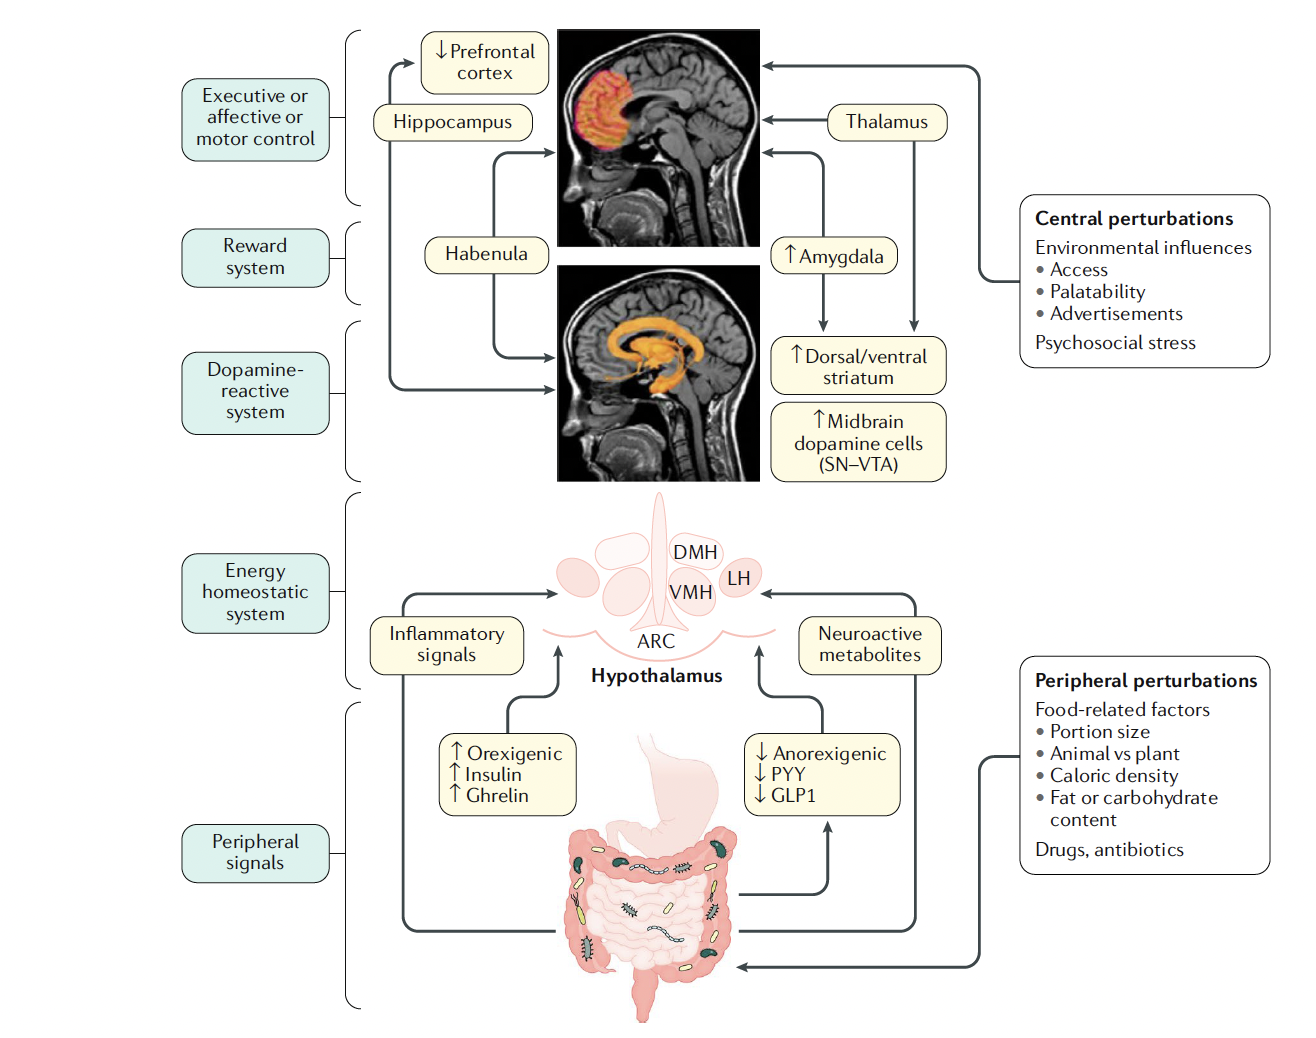 Executive or
affective or
motor control
↓Prefrontal
cortex
Hippocampus
Thalamus
Reward
system
Habenula
↑Amygdala
Central perturbations
Environmental influences
• Access
• Palatability
• Advertisements
Psychosocial stress
Dopamine-
reactive
system
↑Dorsal/ventral
striatum
↑Midbrain
dopamine cells
(SN–VTA)
Energy
homeostatic
system
DMH
LH
VMH
ARC
Hypothalamus
Inflammatory
signals
Neuroactive
metabolites
Peripheral
signals
↑ Orexigenic
↑ Insulin
↑ Ghrelin
↓ Anorexigenic
↓ PYY
↓ GLP1
Peripheral perturbations
Food-related factors
• Portion size
• Animal vs plant
• Caloric density
• Fat or carbohydrate
content
Drugs, antibiotics